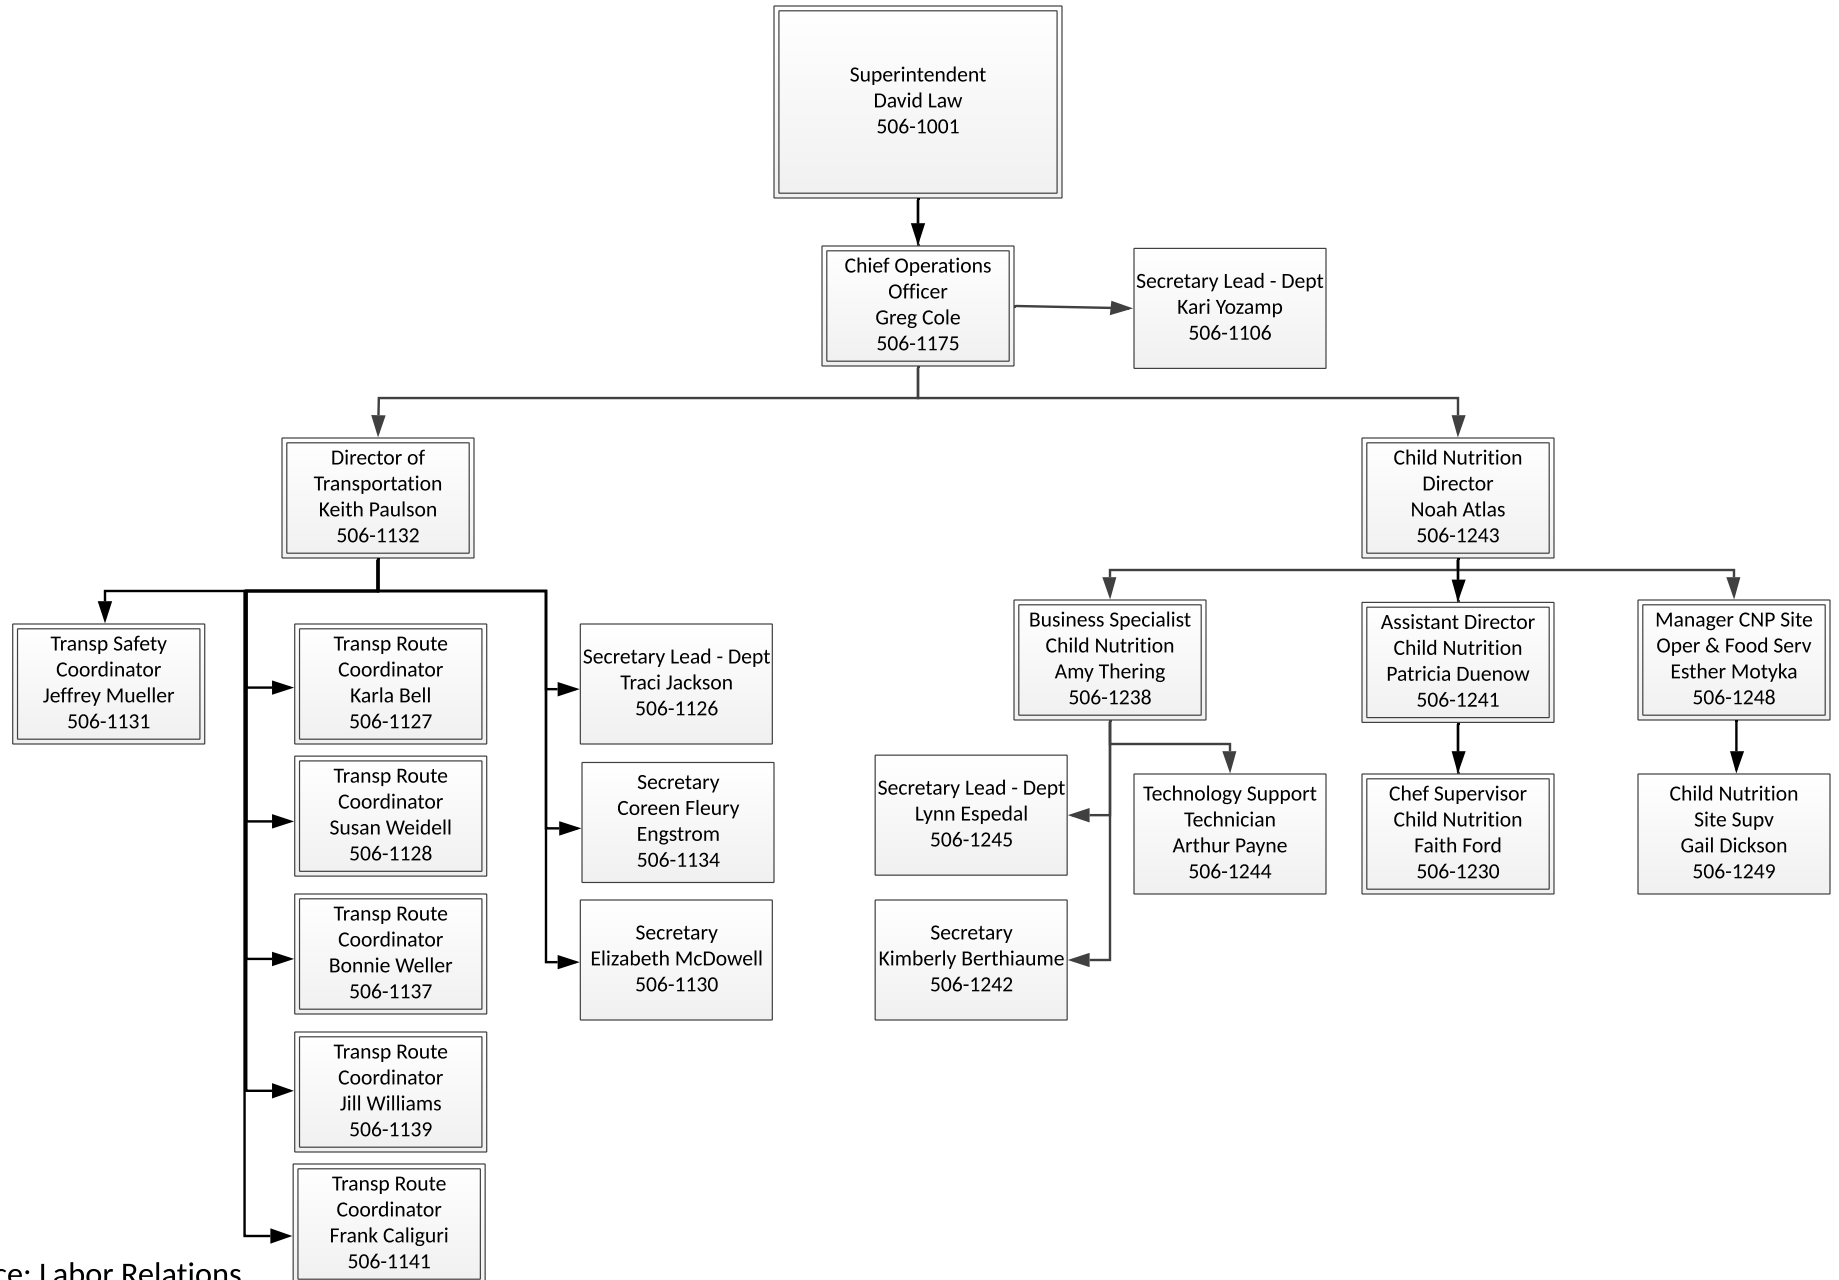 Superintendent
David Law
506-1001
Chief Operations
Officer
Greg Cole
506-1175
Secretary Lead - Dept
Kari Yozamp
506-1106
Director of
Transportation
Keith Paulson
506-1132
Child Nutrition
Director
Noah Atlas
506-1243
Transp Safety
Coordinator
Jeffrey Mueller
506-1131
Transp Route
Coordinator
Karla Bell
506-1127
Secretary Lead - Dept
Traci Jackson
506-1126
Business Specialist
Child Nutrition
Amy Thering
506-1238
Assistant Director
Child Nutrition
Patricia Duenow
506-1241
Manager CNP Site
Oper & Food Serv
Esther Motyka
506-1248
Transp Route
Coordinator
Susan Weidell
506-1128
Secretary
Coreen Fleury
Engstrom
506-1134
Secretary Lead - Dept
Lynn Espedal
506-1245
Technology Support
Technician
Arthur Payne
506-1244
Chef Supervisor
Child Nutrition
Faith Ford
506-1230
Child Nutrition
Site Supv
Gail Dickson
506-1249
Transp Route
Coordinator
Bonnie Weller
506-1137
Secretary
Elizabeth McDowell
506-1130
Secretary
Kimberly Berthiaume
506-1242
Transp Route
Coordinator
Jill Williams
506-1139
Transp Route
Coordinator
Frank Caliguri
506-1141
ce: Labor Relations